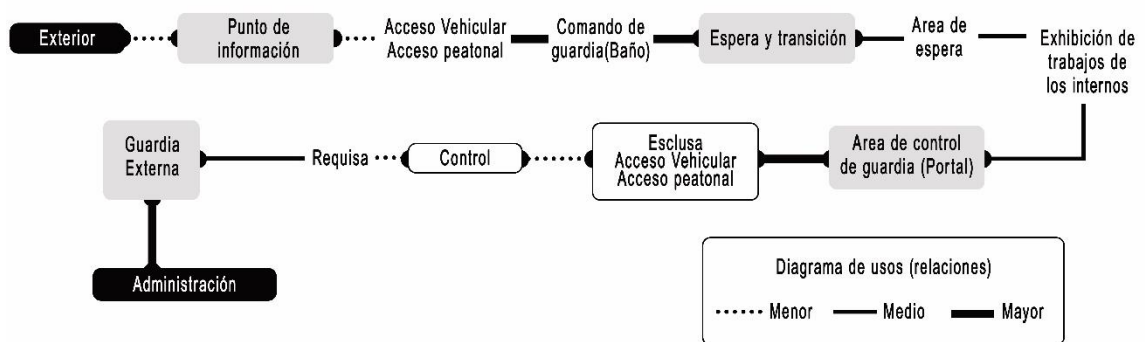 Exterior
Punto de
información
Acceso Vehicular
Acceso peatonal
Comando de
guardia(Baño)
Espera y transición
Area de
espera
Exhibición de
trabajos de
los internos
Guardia
Externa
Requisa
Control
Esclusa
Acceso Vehicular
Acceso peatonal
Area de control
de guardia (Portal)
Administración
Diagrama de usos (relaciones)
Menor
Medio
Mayor